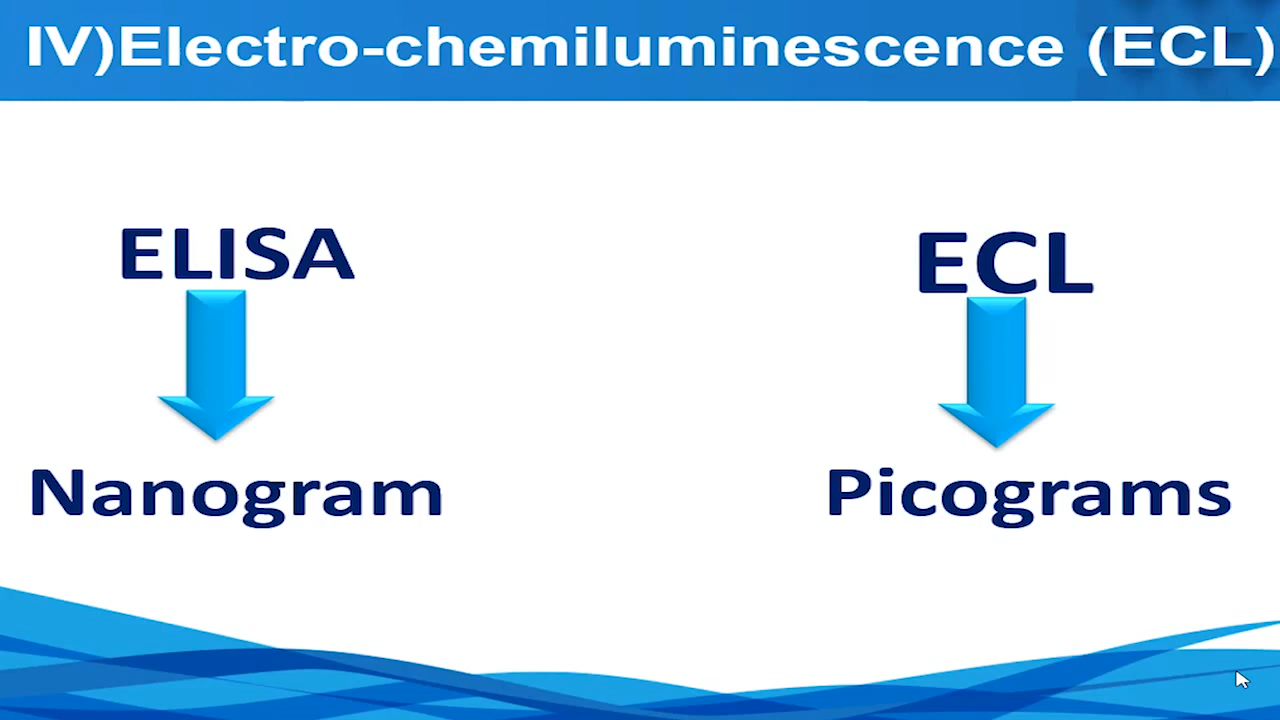 IV)Electro-chemiluminescence (ECL)
ELISA
ECL
Nanogram
Picograms